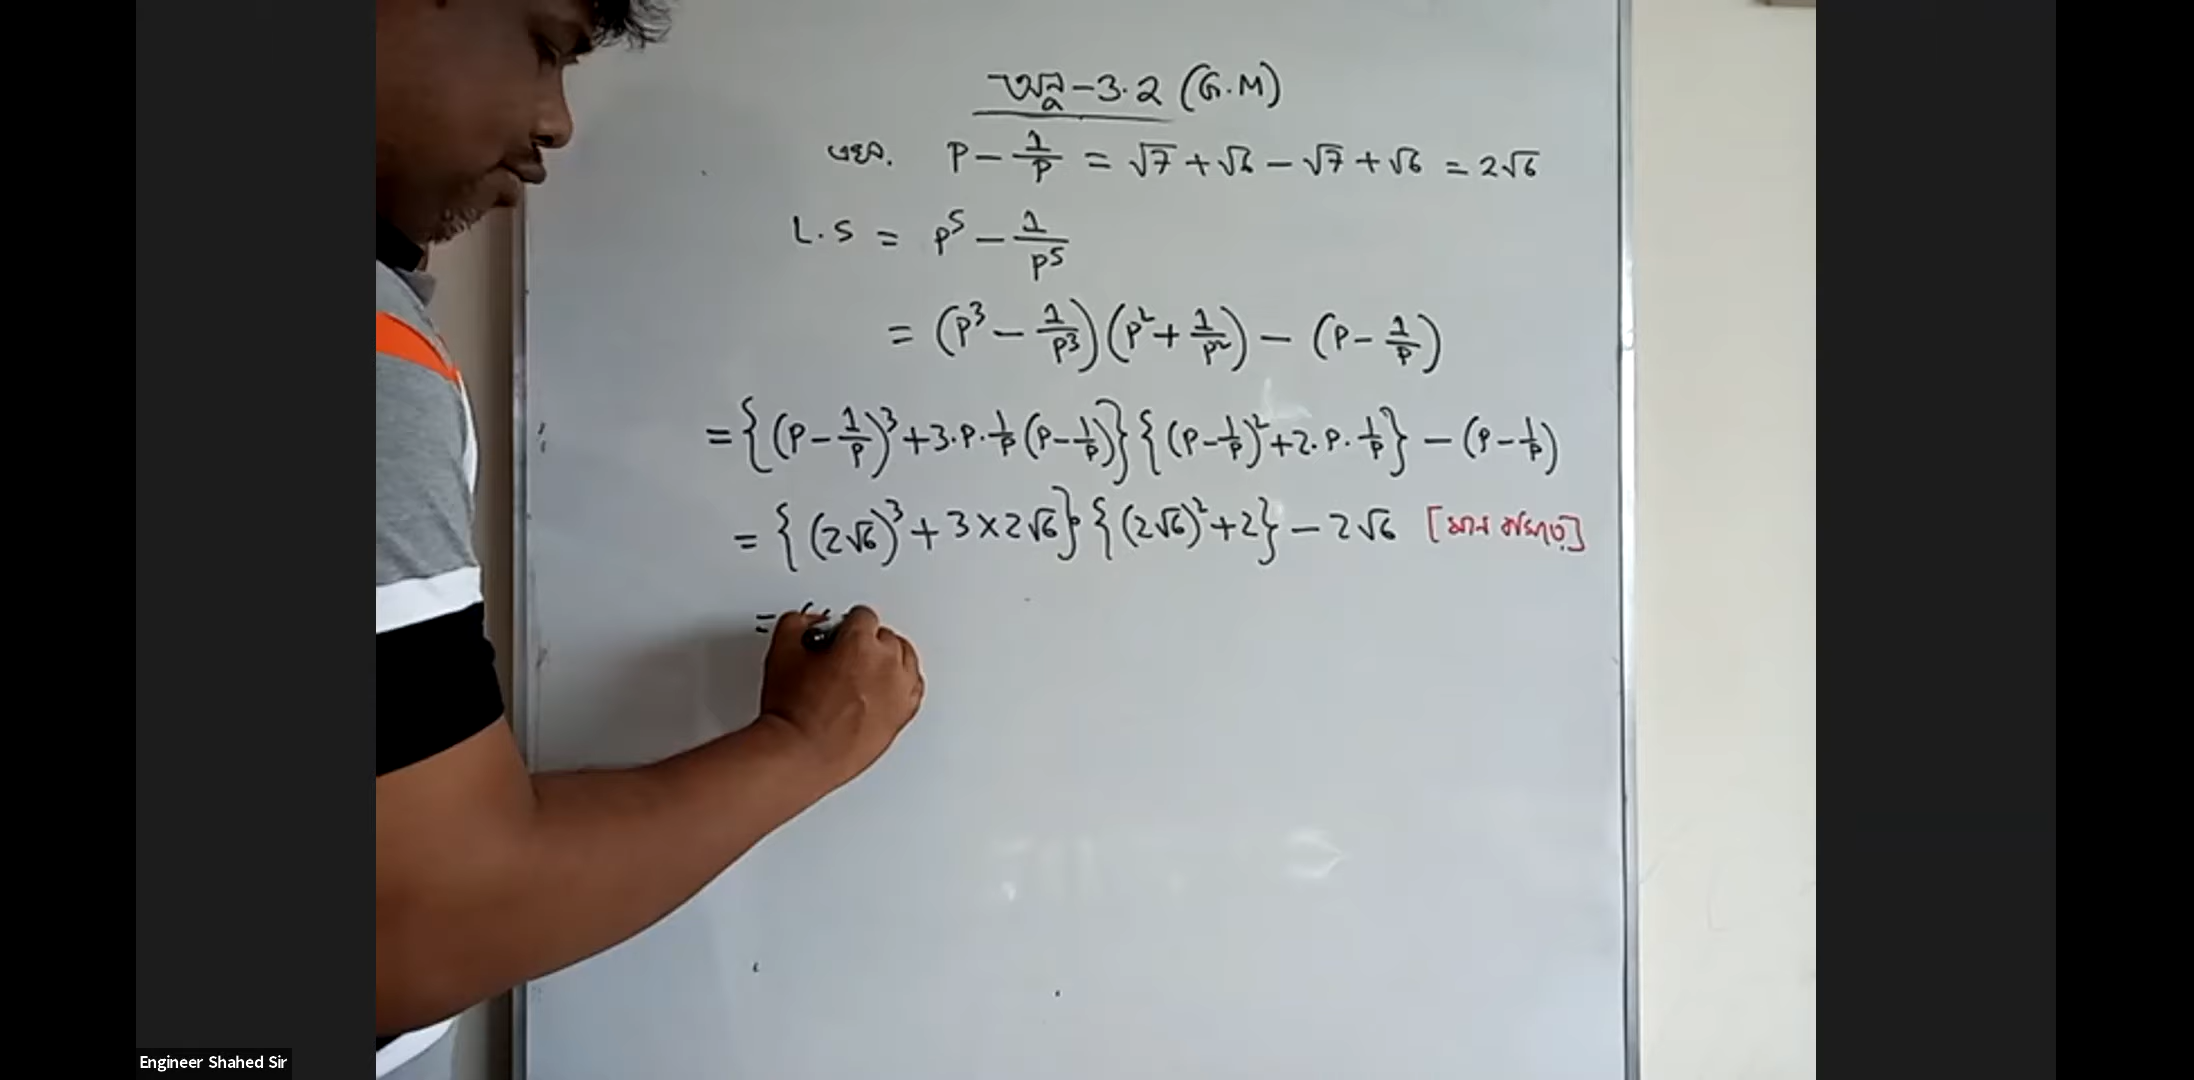 অনু-3.2 (G.M)
এখন. P - 1/P = √7 + √6 - √7 + √6 = 2√6
L.S = P⁵ - 1/P⁵
= (P³ - 1/P³)(P² + 1/P²) - (P - 1/P)
= {(P - 1/P)³ + 3.P.1/P (P - 1/P)} {(P - 1/P)² + 2.P.1/P} - (P - 1/P)
= {(2√6)³ + 3 × 2√6} {(2√6)² + 2} - 2√6 [মান বসিয়ে]
=
Engineer Shahed Sir